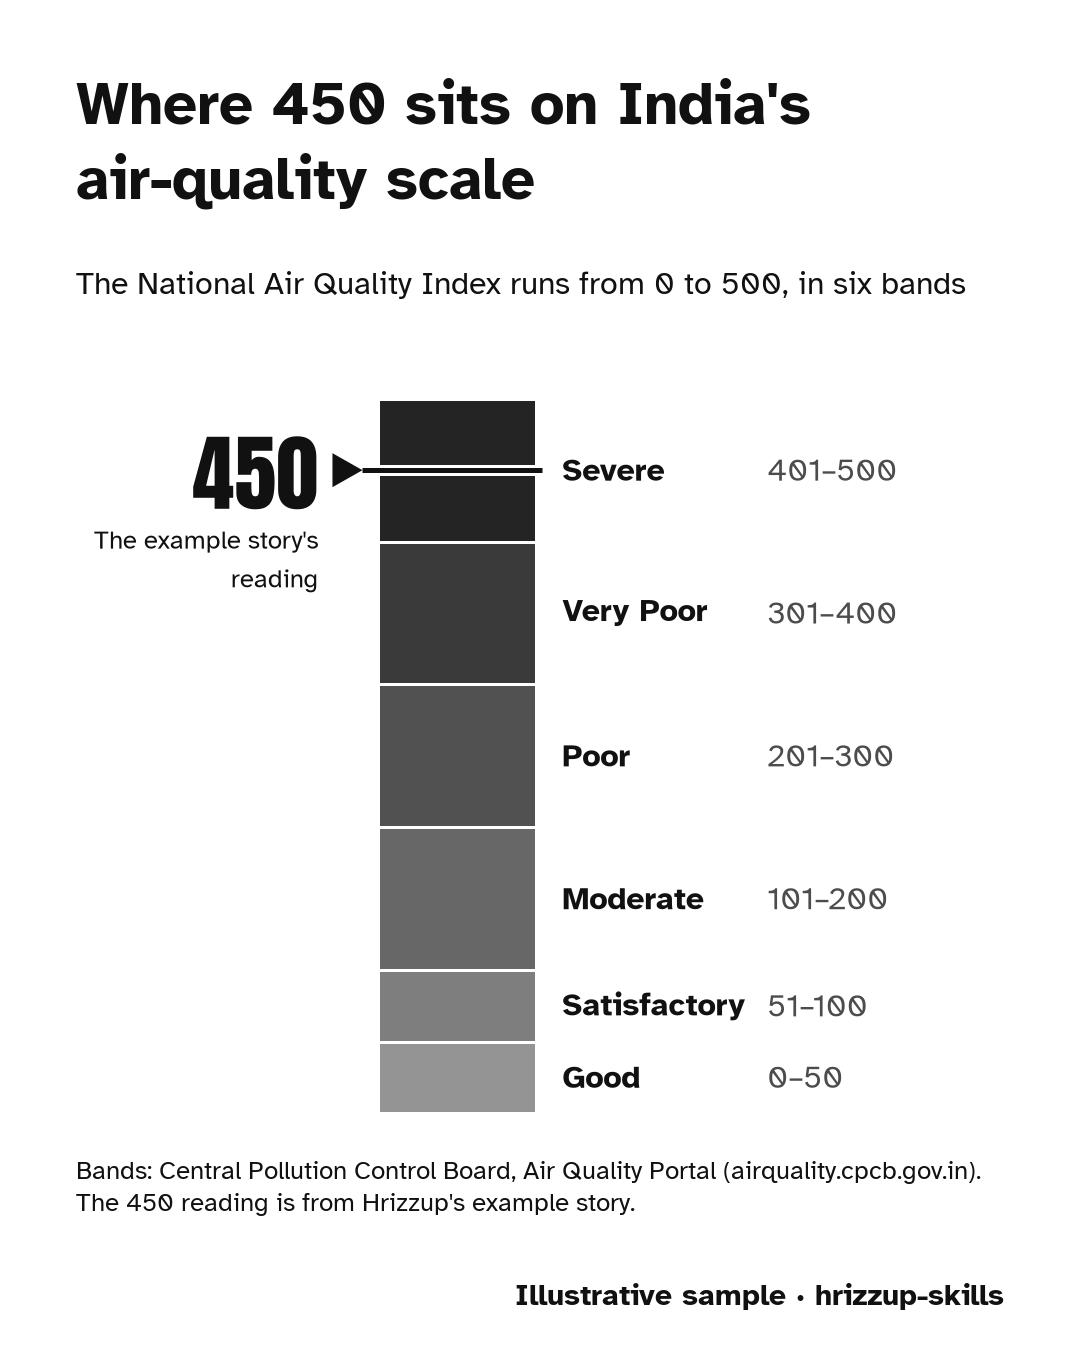 Where 450 sits on India's
air-quality scale
The National Air Quality Index runs from 0 to 500, in six bands
450
The example story's
reading
Severe 401–500
Very Poor 301–400
Poor 201–300
Moderate 101–200
Satisfactory 51–100
Good 0–50
Bands: Central Pollution Control Board, Air Quality Portal (airquality.cpcb.gov.in).
The 450 reading is from Hrizzup's example story.
Illustrative sample · hrizzup-skills